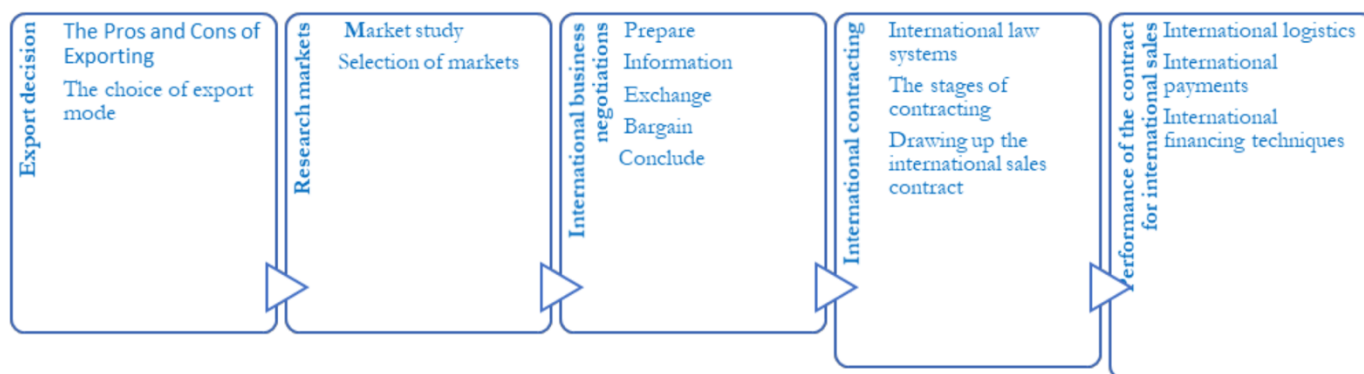 Export decision
The Pros and Cons of
Exporting
The choice of export
mode
Research markets
Market study
Selection of markets
International business
negotiations
Prepare
Information
Exchange
Bargain
Conclude
International contracting
International law
systems
The stages of
contracting
Drawing up the
international sales
contract
Performance of the contract
for international sales
International logistics
International
payments
International
financing techniques